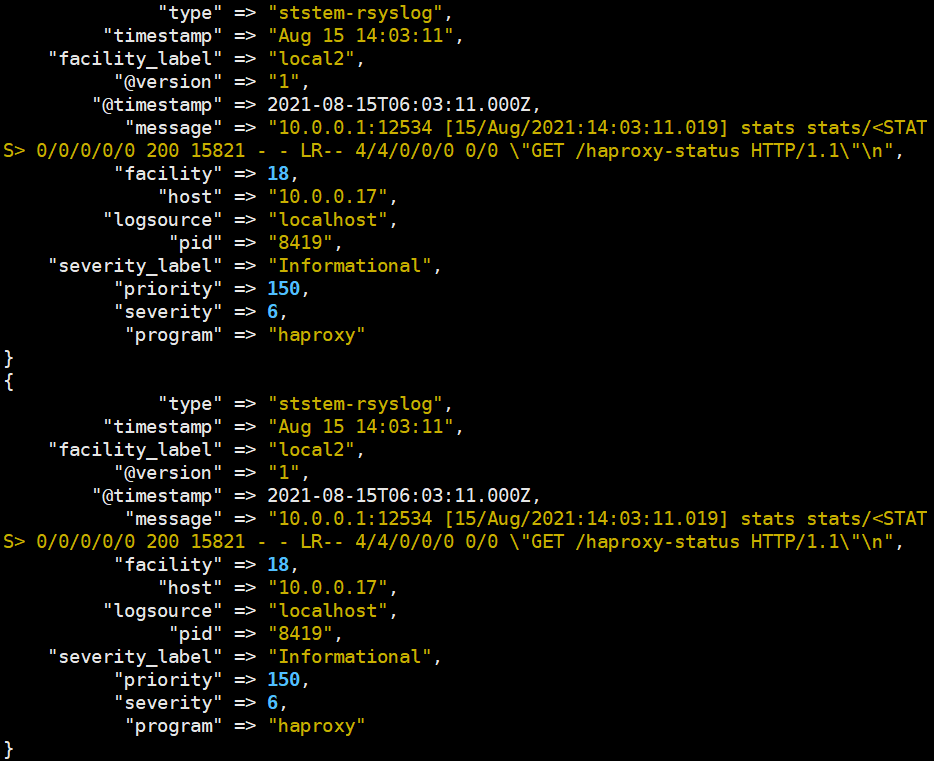 "type" => "ststem-rsyslog",
"timestamp" => "Aug 15 14:03:11",
"facility_label" => "local2",
"@version" => "1",
"@timestamp" => 2021-08-15T06:03:11.000Z,
"message" => "10.0.0.1:12534 [15/Aug/2021:14:03:11.019] stats stats/<STAT
S> 0/0/0/0/0 200 15821 - - LR-- 4/4/0/0/0 0/0 \"GET /haproxy-status HTTP/1.1\"\n",
"facility" => 18,
"host" => "10.0.0.17",
"logsource" => "localhost",
"pid" => "8419",
"severity_label" => "Informational",
"priority" => 150,
"severity" => 6,
"program" => "haproxy"
}
{
"type" => "ststem-rsyslog",
"timestamp" => "Aug 15 14:03:11",
"facility_label" => "local2",
"@version" => "1",
"@timestamp" => 2021-08-15T06:03:11.000Z,
"message" => "10.0.0.1:12534 [15/Aug/2021:14:03:11.019] stats stats/<STAT
S> 0/0/0/0/0 200 15821 - - LR-- 4/4/0/0/0 0/0 \"GET /haproxy-status HTTP/1.1\"\n",
"facility" => 18,
"host" => "10.0.0.17",
"logsource" => "localhost",
"pid" => "8419",
"severity_label" => "Informational",
"priority" => 150,
"severity" => 6,
"program" => "haproxy"
}